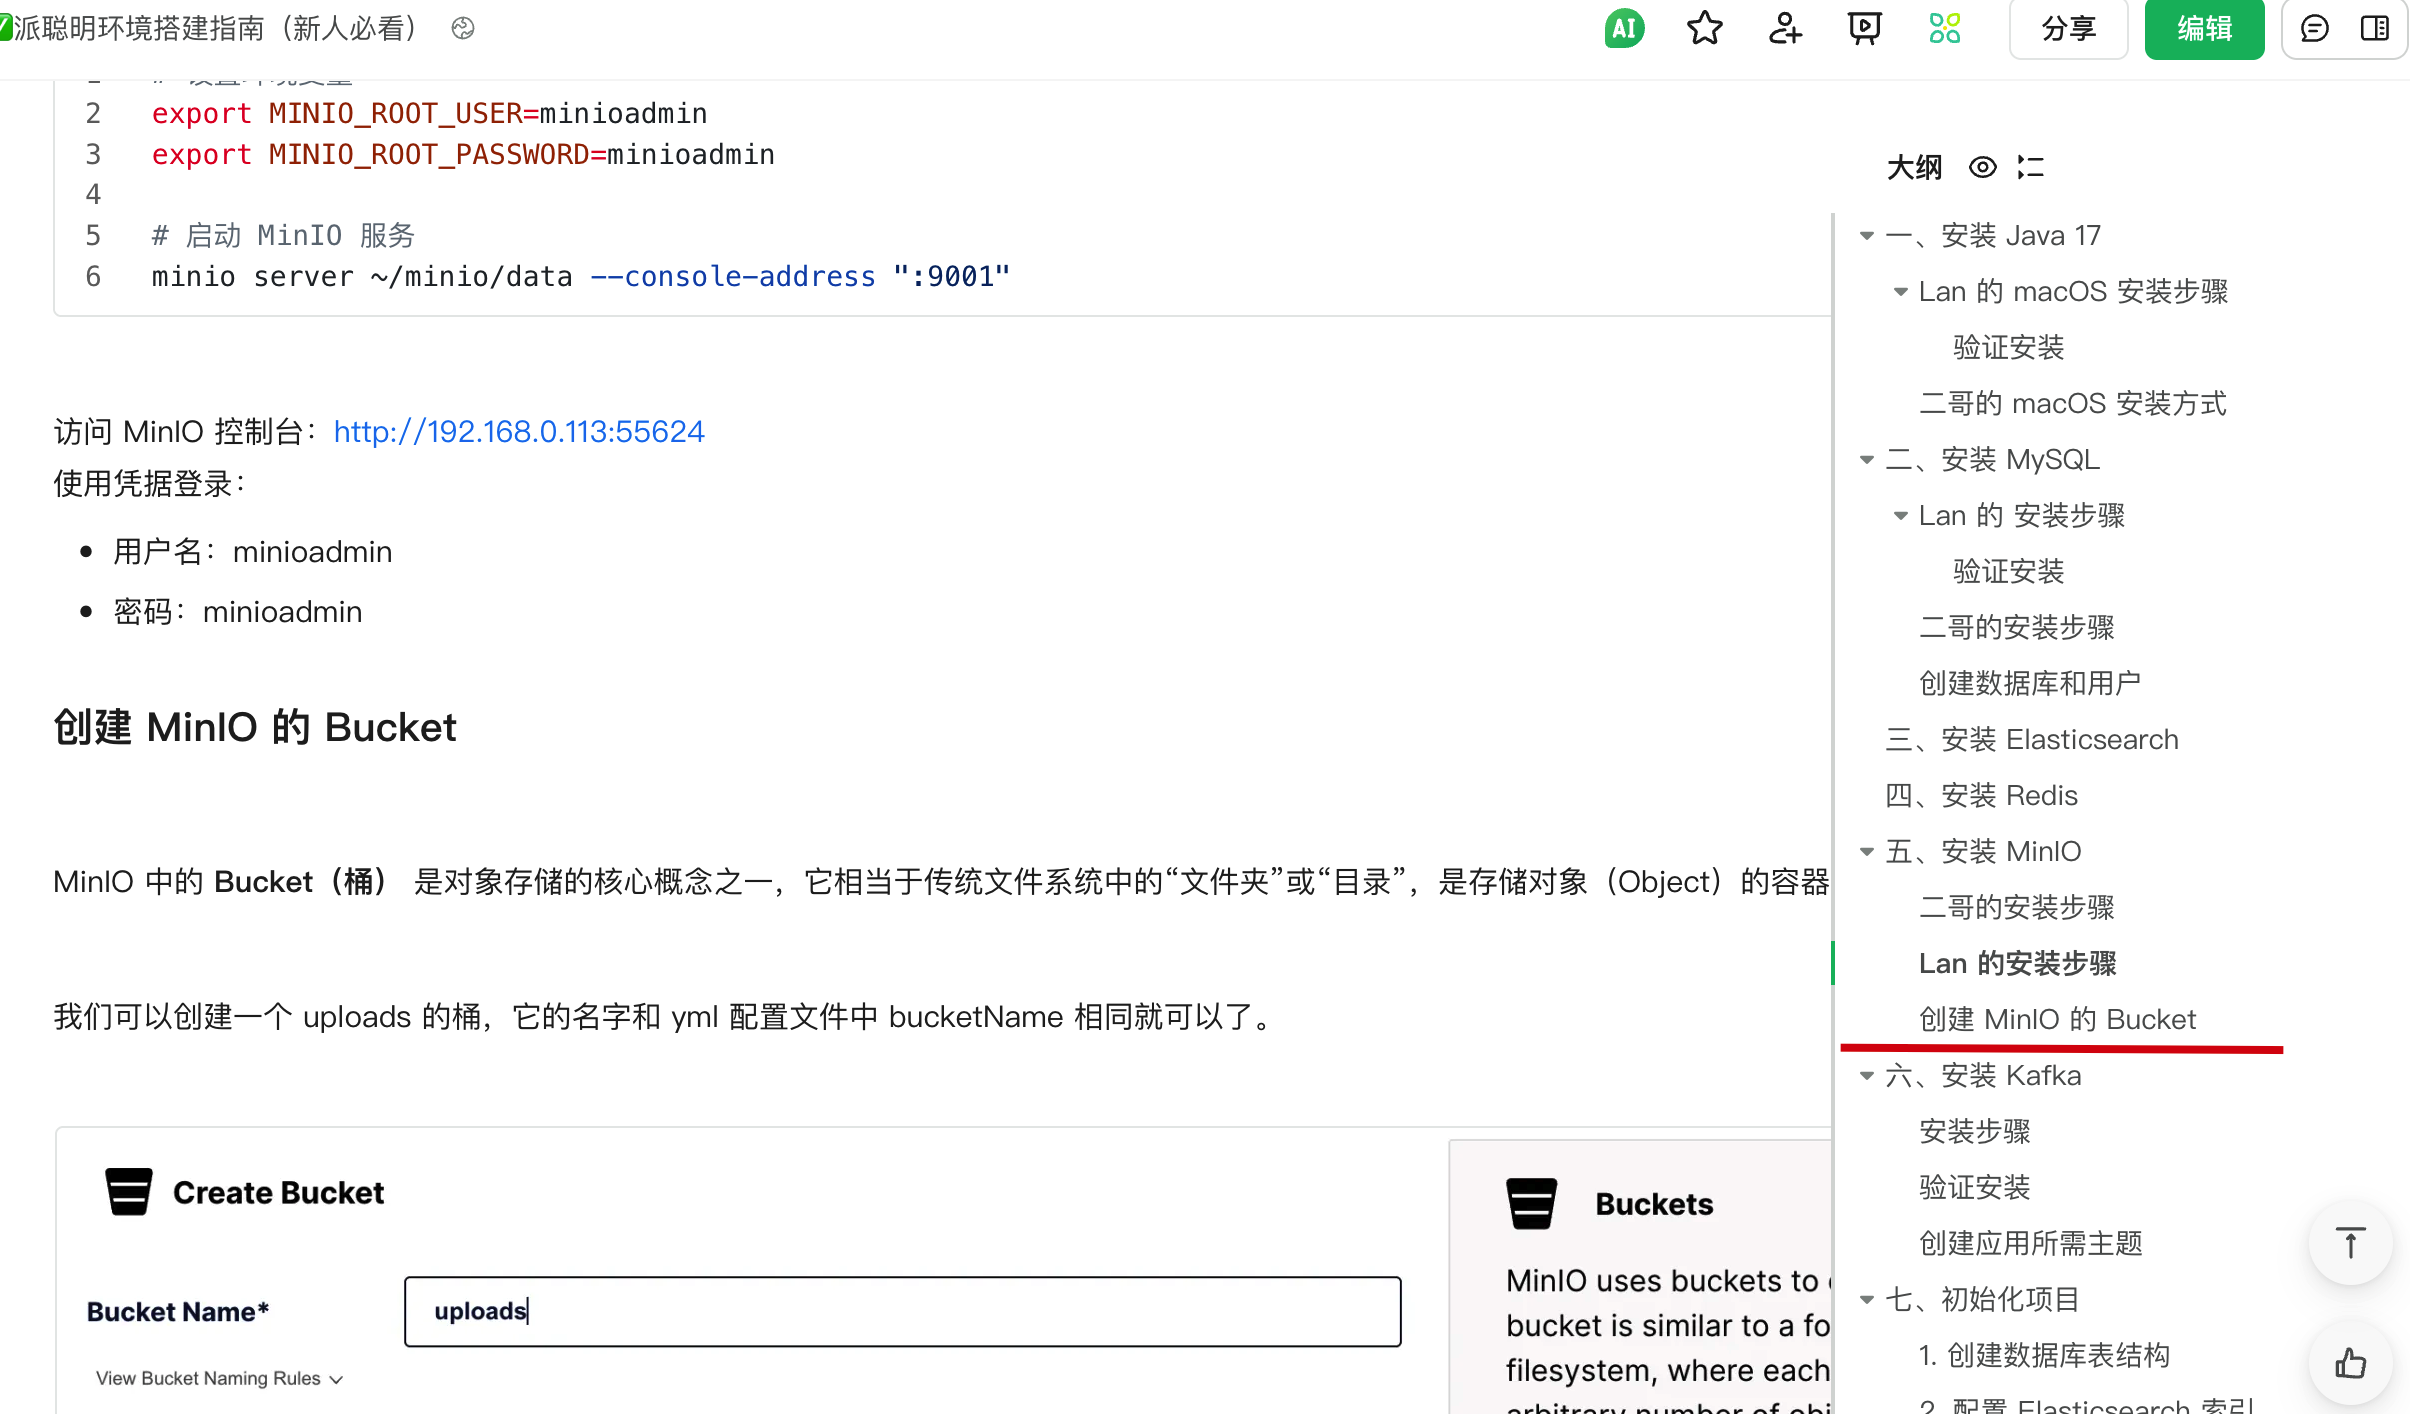 ✅派聪明环境搭建指南（新人必看）
AI
分享
编辑
1 # 设置环境变量
2 export MINIO_ROOT_USER=minioadmin
3 export MINIO_ROOT_PASSWORD=minioadmin
4
5 # 启动 MinIO 服务
6 minio server ~/minio/data --console-address ":9001"
访问 MinIO 控制台：http://192.168.0.113:55624
使用凭据登录：
• 用户名：minioadmin
• 密码：minioadmin
创建 MinIO 的 Bucket
MinIO 中的 Bucket（桶） 是对象存储的核心概念之一，它相当于传统文件系统中的“文件夹”或“目录”，是存储对象（Object）的容器
我们可以创建一个 uploads 的桶，它的名字和 yml 配置文件中 bucketName 相同就可以了。
Create Bucket
Bucket Name*
uploads
View Bucket Naming Rules
Buckets
MinIO uses buckets to
bucket is similar to a fo
filesystem, where each
arbitrary number of obj
大纲
一、安装 Java 17
Lan 的 macOS 安装步骤
验证安装
二哥的 macOS 安装方式
二、安装 MySQL
Lan 的 安装步骤
验证安装
二哥的安装步骤
创建数据库和用户
三、安装 Elasticsearch
四、安装 Redis
五、安装 MinIO
二哥的安装步骤
Lan 的安装步骤
创建 MinIO 的 Bucket
六、安装 Kafka
安装步骤
验证安装
创建应用所需主题
七、初始化项目
1. 创建数据库表结构
2. 配置 Elasticsearch 索引